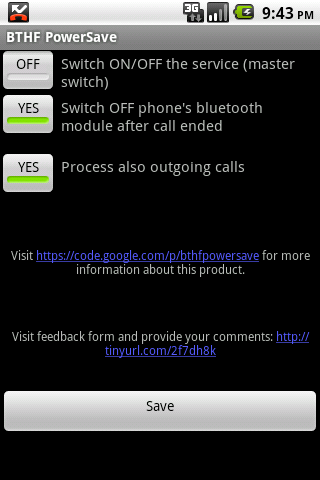 3G
9:43 PM
BTHF PowerSave
OFF
Switch ON/OFF the service (master
switch)
YES
Switch OFF phone's bluetooth
module after call ended
YES
Process also outgoing calls
Visit https://code.google.com/p/bthfpowersave for more
information about this product.
Visit feedback form and provide your comments: http://
tinyurl.com/2f7dh8k
Save